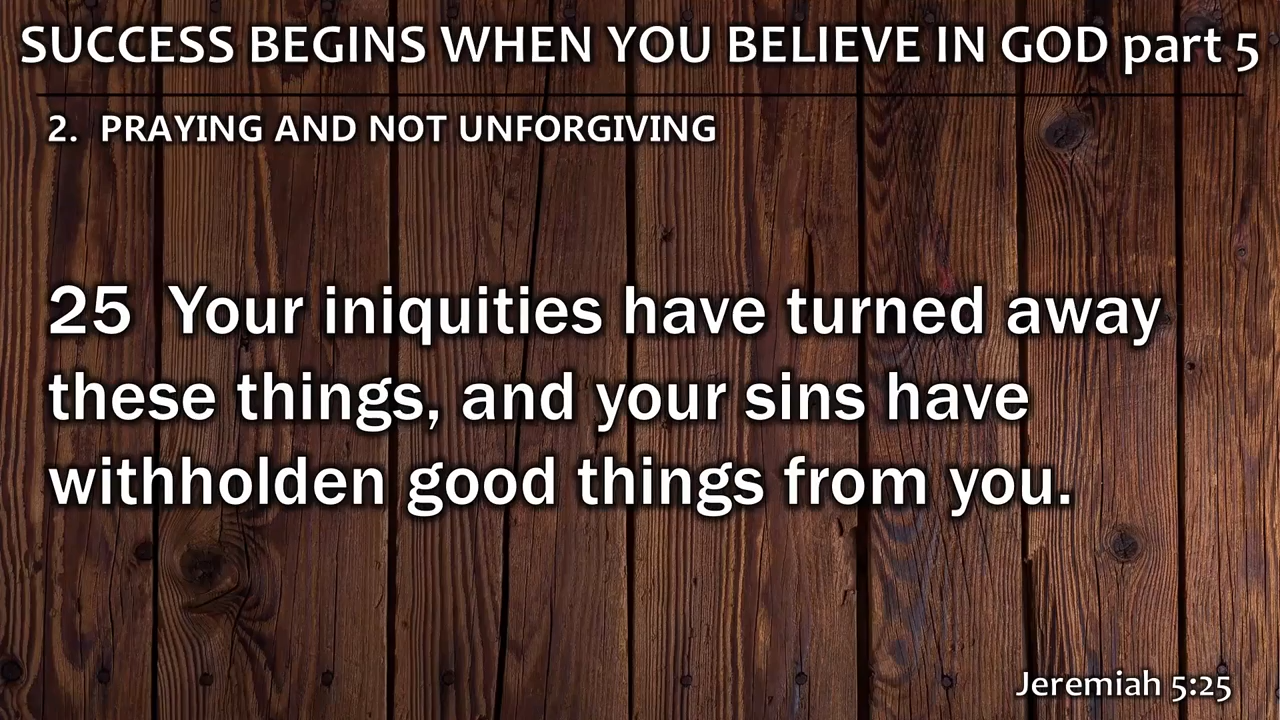 SUCCESS BEGINS WHEN YOU BELIEVE IN GOD part 5
2. PRAYING AND NOT UNFORGIVING
25 Your iniquities have turned away
these things, and your sins have
withholden good things from you.
Jeremiah 5:25